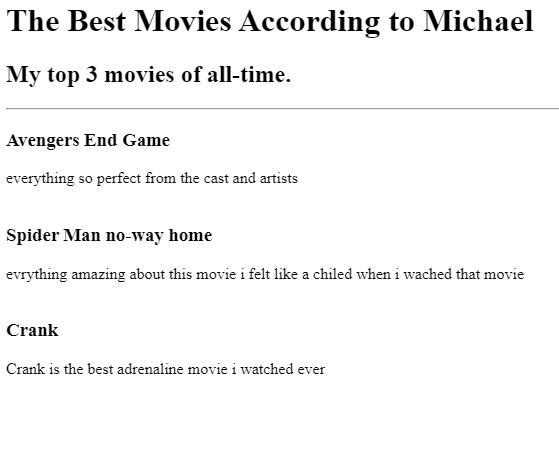 The Best Movies According to Michael
My top 3 movies of all-time.
Avengers End Game
everything so perfect from the cast and artists
Spider Man no-way home
evrything amazing about this movie i felt like a chiled when i wached that movie
Crank
Crank is the best adrenaline movie i watched ever